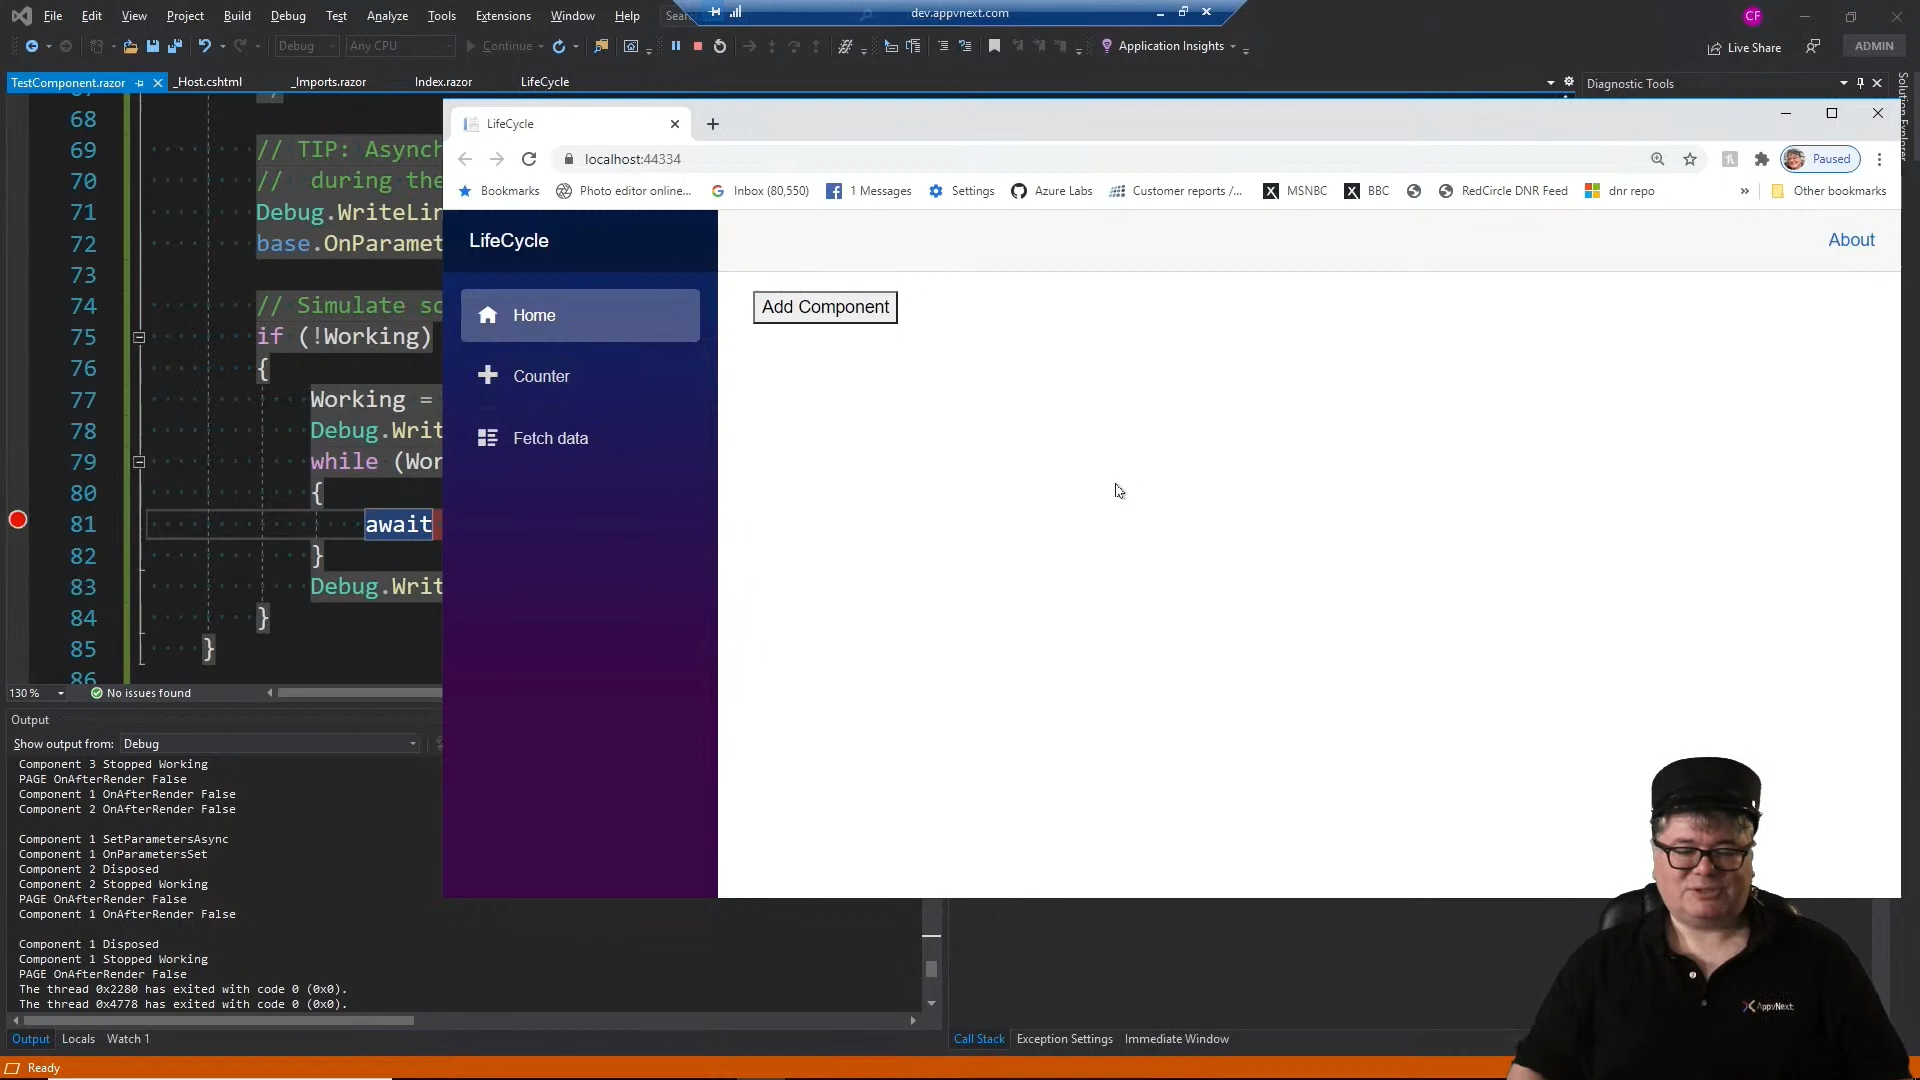 File Edit View Project Build Debug Test Analyze Tools Extensions Window Help
dev.appvnext.com
CF
Debug Any CPU Continue Application Insights Live Share ADMIN
TestComponent.razor _Host.cshtml _Imports.razor Index.razor LifeCycle
Diagnostic Tools
Solution Explorer
LifeCycle
localhost:44334
Paused
Bookmarks Photo editor online... Inbox (80,550) 1 Messages Settings Azure Labs Customer reports /... MSNBC BBC RedCircle DNR Feed dnr repo » Other bookmarks
LifeCycle
About
Home
Counter
Fetch data
Add Component
68
69 // TIP: Asynch
70 // during the
71 Debug.WriteLin
72 base.OnParamet
73
74 // Simulate so
75 if (!Working)
76 {
77 Working =
78 Debug.Writ
79 while (Wor
80 {
81 await
82 }
83 Debug.Writ
84 }
85 }
86
130 % No issues found
Output
Show output from: Debug
Component 3 Stopped Working
PAGE OnAfterRender False
Component 1 OnAfterRender False
Component 2 OnAfterRender False
Component 1 SetParametersAsync
Component 1 OnParametersSet
Component 2 Disposed
Component 2 Stopped Working
PAGE OnAfterRender False
Component 1 OnAfterRender False
Component 1 Disposed
Component 1 Stopped Working
PAGE OnAfterRender False
The thread 0x2280 has exited with code 0 (0x0).
The thread 0x4778 has exited with code 0 (0x0).
Output Locals Watch 1
Call Stack Exception Settings Immediate Window
Ready
AppvNext